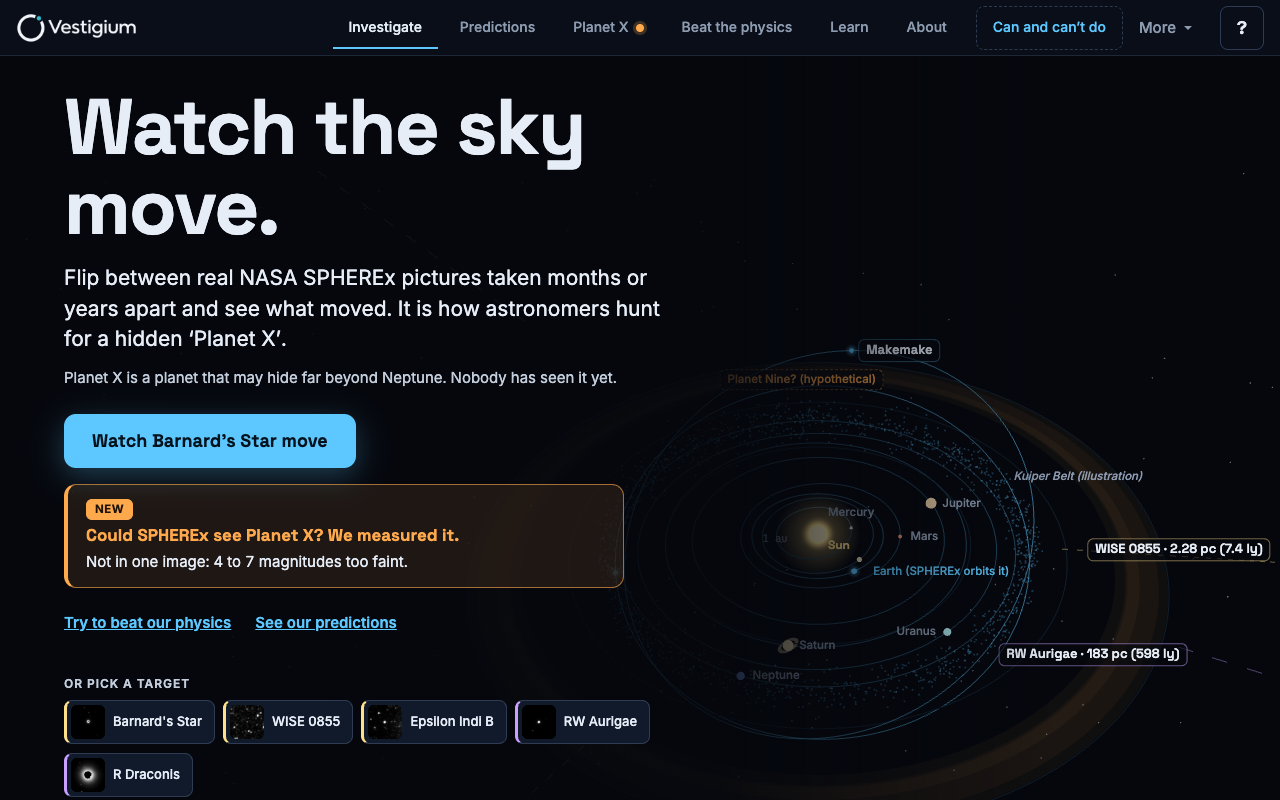 Vestigium
Investigate
Predictions
Planet X
Beat the physics
Learn
About
Can and can't do
More
?
Watch the sky
move.
Flip between real NASA SPHEREx pictures taken months or
years apart and see what moved. It is how astronomers hunt
for a hidden ‘Planet X’.
Planet X is a planet that may hide far beyond Neptune. Nobody has seen it yet.
Watch Barnard's Star move
NEW
Could SPHEREx see Planet X? We measured it.
Not in one image: 4 to 7 magnitudes too faint.
Try to beat our physics
See our predictions
OR PICK A TARGET
Barnard's Star
WISE 0855
Epsilon Indi B
RW Aurigae
R Draconis
Makemake
Planet Nine? (hypothetical)
Kuiper Belt (illustration)
Jupiter
Mercury
1 au
Mars
Sun
WISE 0855 · 2.28 pc (7.4 ly)
Earth (SPHEREx orbits it)
Uranus
Saturn
RW Aurigae · 183 pc (598 ly)
Neptune